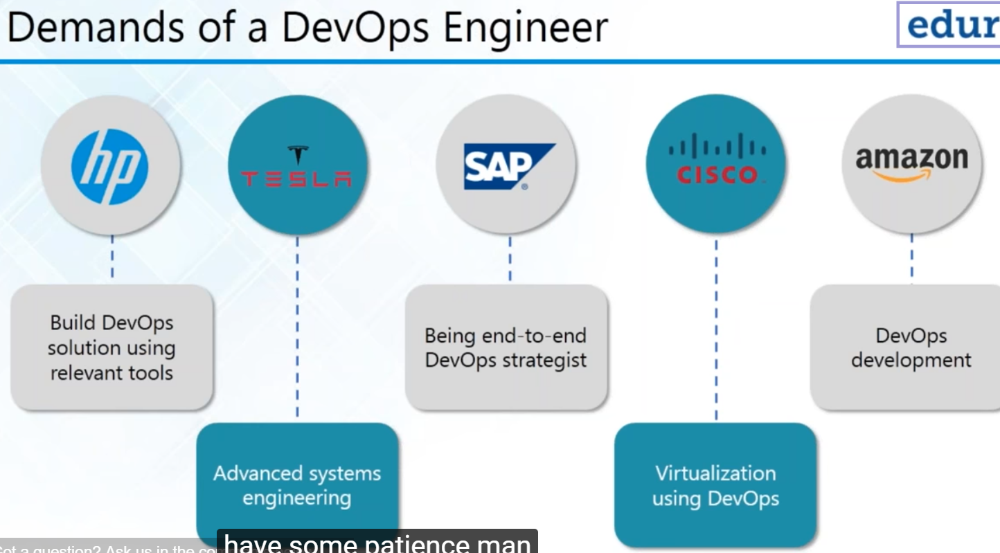 Demands of a DevOps Engineer
edur
hp
TESLA
SAP®
CISCO
amazon
Build DevOps
solution using
relevant tools
Advanced systems
engineering
Being end-to-end
DevOps strategist
Virtualization
using DevOps
DevOps
development
have some patience man
Got a question? Ask us in the